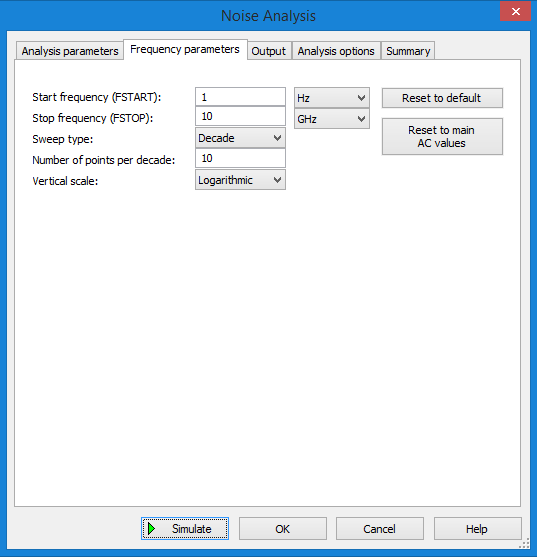 Noise Analysis
Analysis parameters Frequency parameters Output Analysis options Summary
Start frequency (FSTART): 1 Hz Reset to default
Stop frequency (FSTOP): 10 GHz
Reset to main
AC values
Sweep type: Decade
Number of points per decade: 10
Vertical scale: Logarithmic
Simulate OK Cancel Help